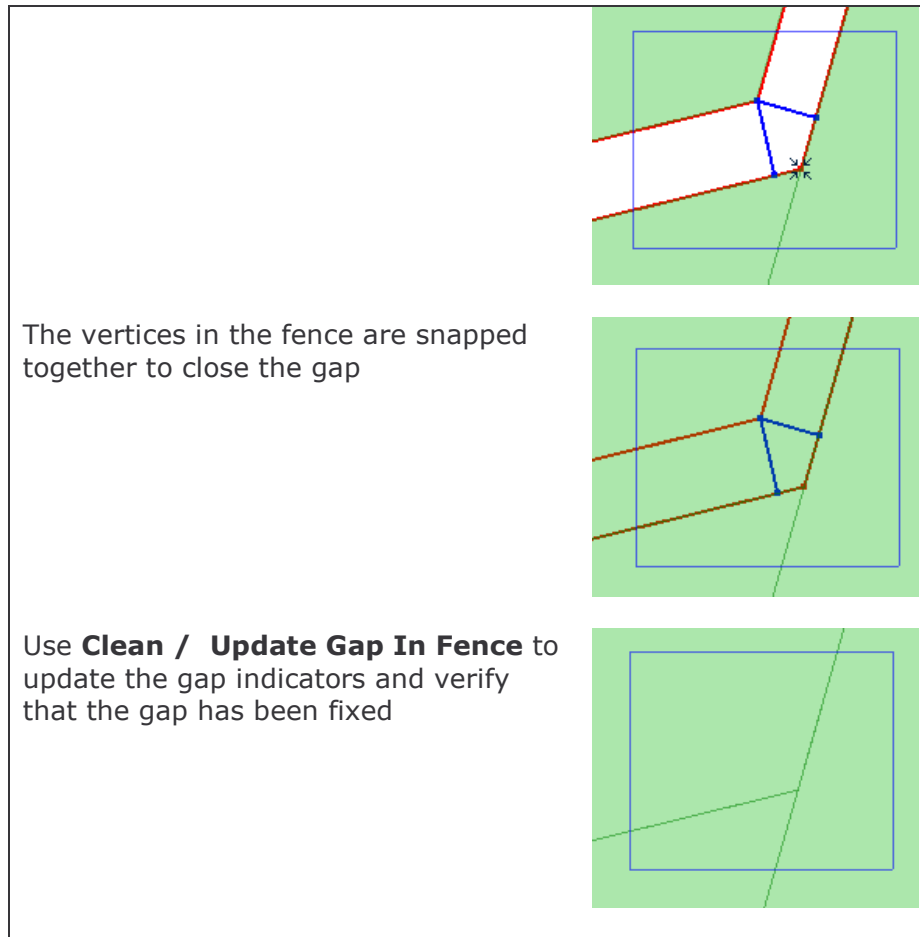 The vertices in the fence are snapped
together to close the gap
Use Clean /  Update Gap In Fence to
update the gap indicators and verify
that the gap has been fixed